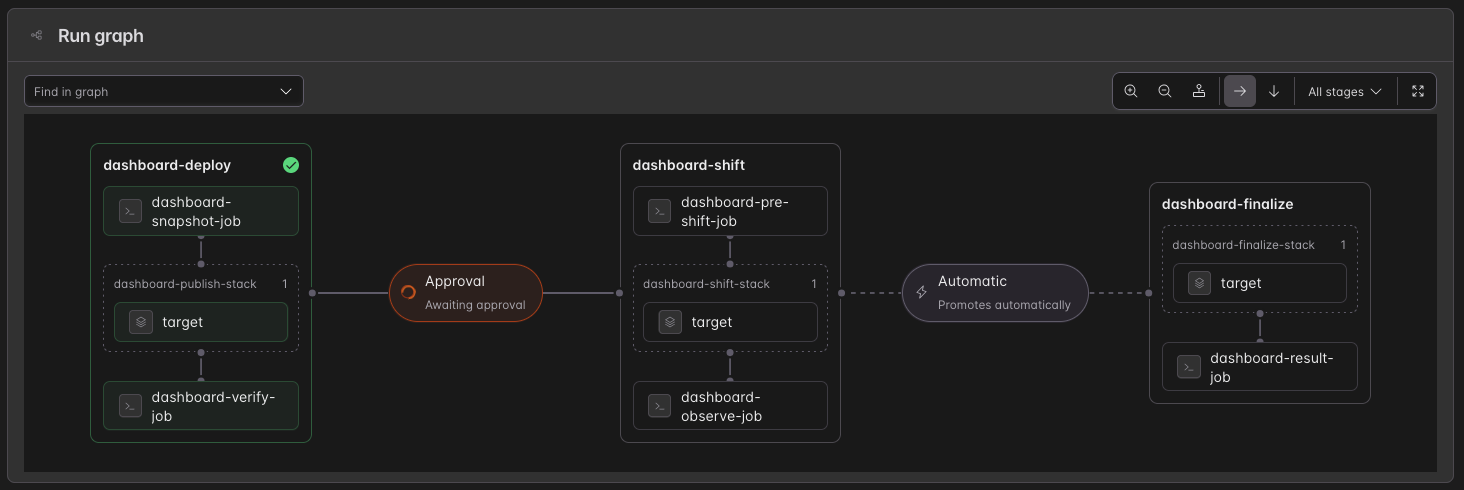 Run graph
Find in graph
All stages
dashboard-deploy
dashboard-
snapshot-job
dashboard-publish-stack 1
target
dashboard-verify-
job
Approval
Awaiting approval
dashboard-shift
dashboard-pre-
shift-job
dashboard-shift-stack 1
target
dashboard-
observe-job
Automatic
Promotes automatically
dashboard-finalize
dashboard-finalize-stack 1
target
dashboard-result-
job